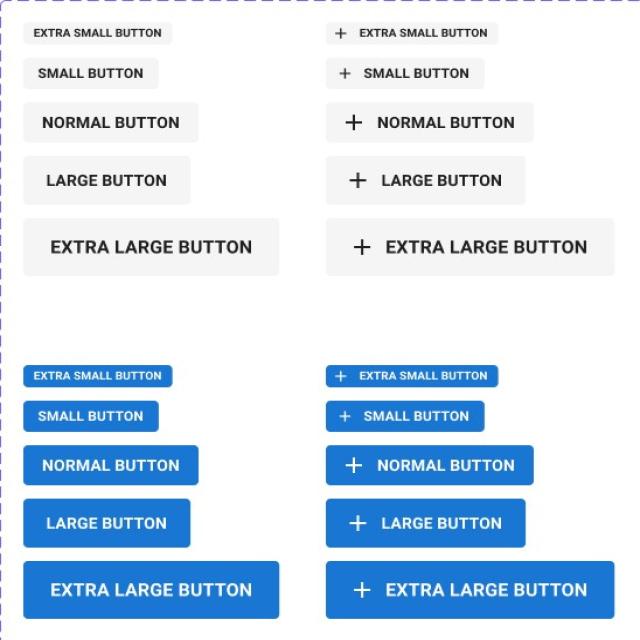 EXTRA SMALL BUTTON
+ EXTRA SMALL BUTTON
SMALL BUTTON
+ SMALL BUTTON
NORMAL BUTTON
+ NORMAL BUTTON
LARGE BUTTON
+ LARGE BUTTON
EXTRA LARGE BUTTON
+ EXTRA LARGE BUTTON
EXTRA SMALL BUTTON
+ EXTRA SMALL BUTTON
SMALL BUTTON
+ SMALL BUTTON
NORMAL BUTTON
+ NORMAL BUTTON
LARGE BUTTON
+ LARGE BUTTON
EXTRA LARGE BUTTON
+ EXTRA LARGE BUTTON